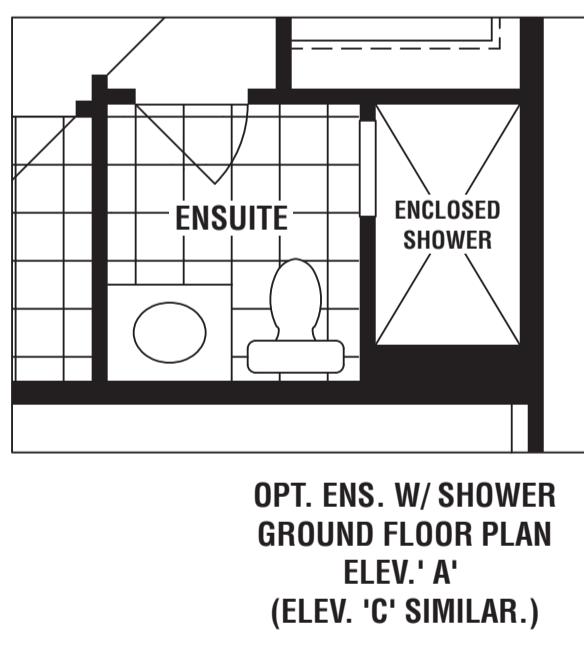 ENSUITE
ENCLOSED
SHOWER
OPT. ENS. W/ SHOWER
GROUND FLOOR PLAN
ELEV.' A'
(ELEV. 'C' SIMILAR.)